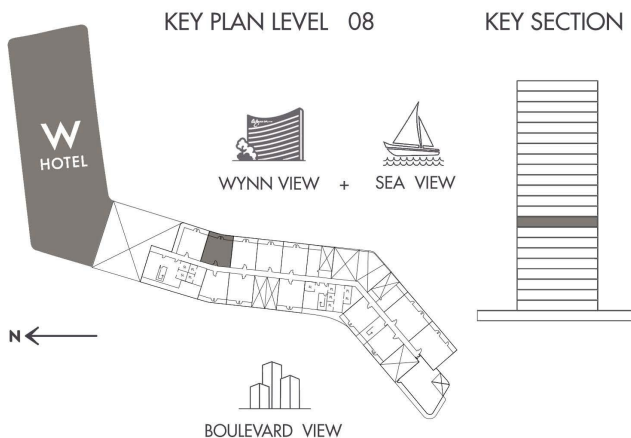 KEY PLAN LEVEL 08
KEY SECTION
W
HOTEL
WYNN VIEW + SEA VIEW
N
BOULEVARD VIEW